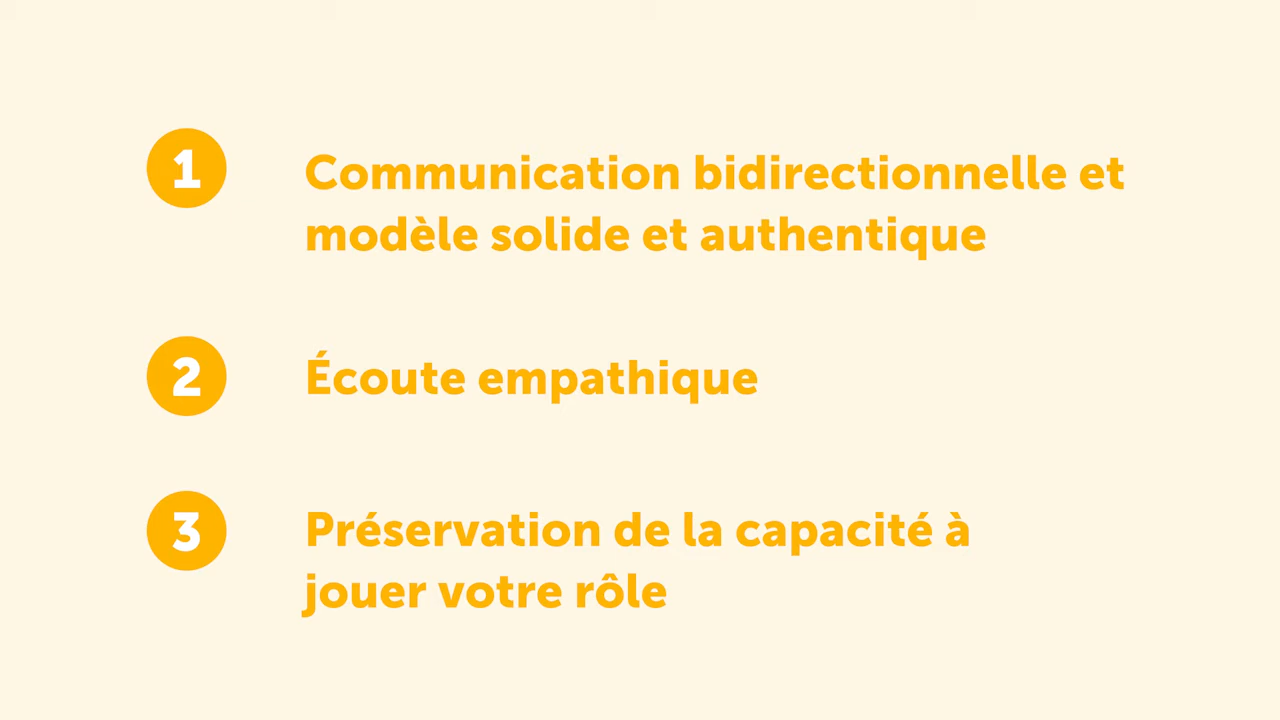 1 Communication bidirectionnelle et
modèle solide et authentique
2 Écoute empathique
3 Préservation de la capacité à
jouer votre rôle